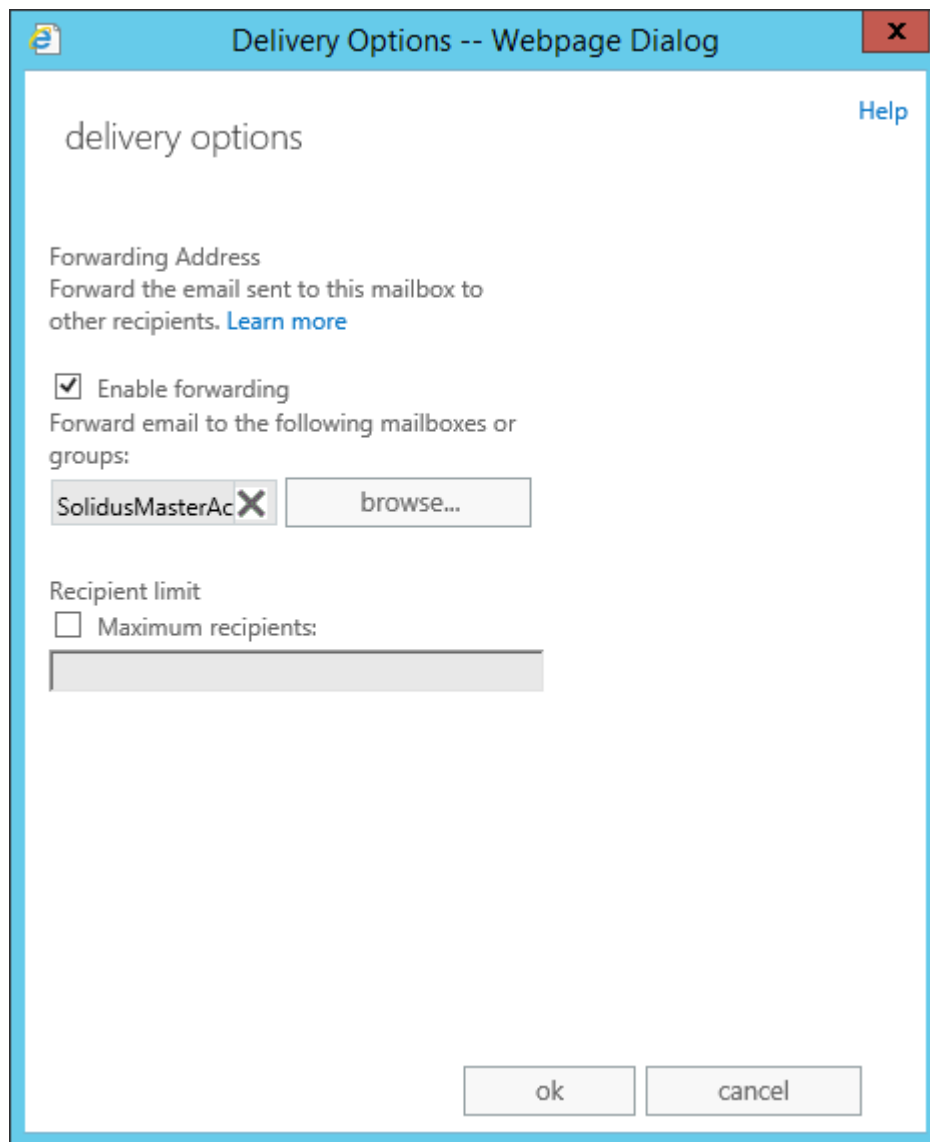 Delivery Options -- Webpage Dialog
x
Help
delivery options
Forwarding Address
Forward the email sent to this mailbox to
other recipients. Learn more
Enable forwarding
Forward email to the following mailboxes or
groups:
SolidusMasterAc
browse...
Recipient limit
Maximum recipients:
ok
cancel